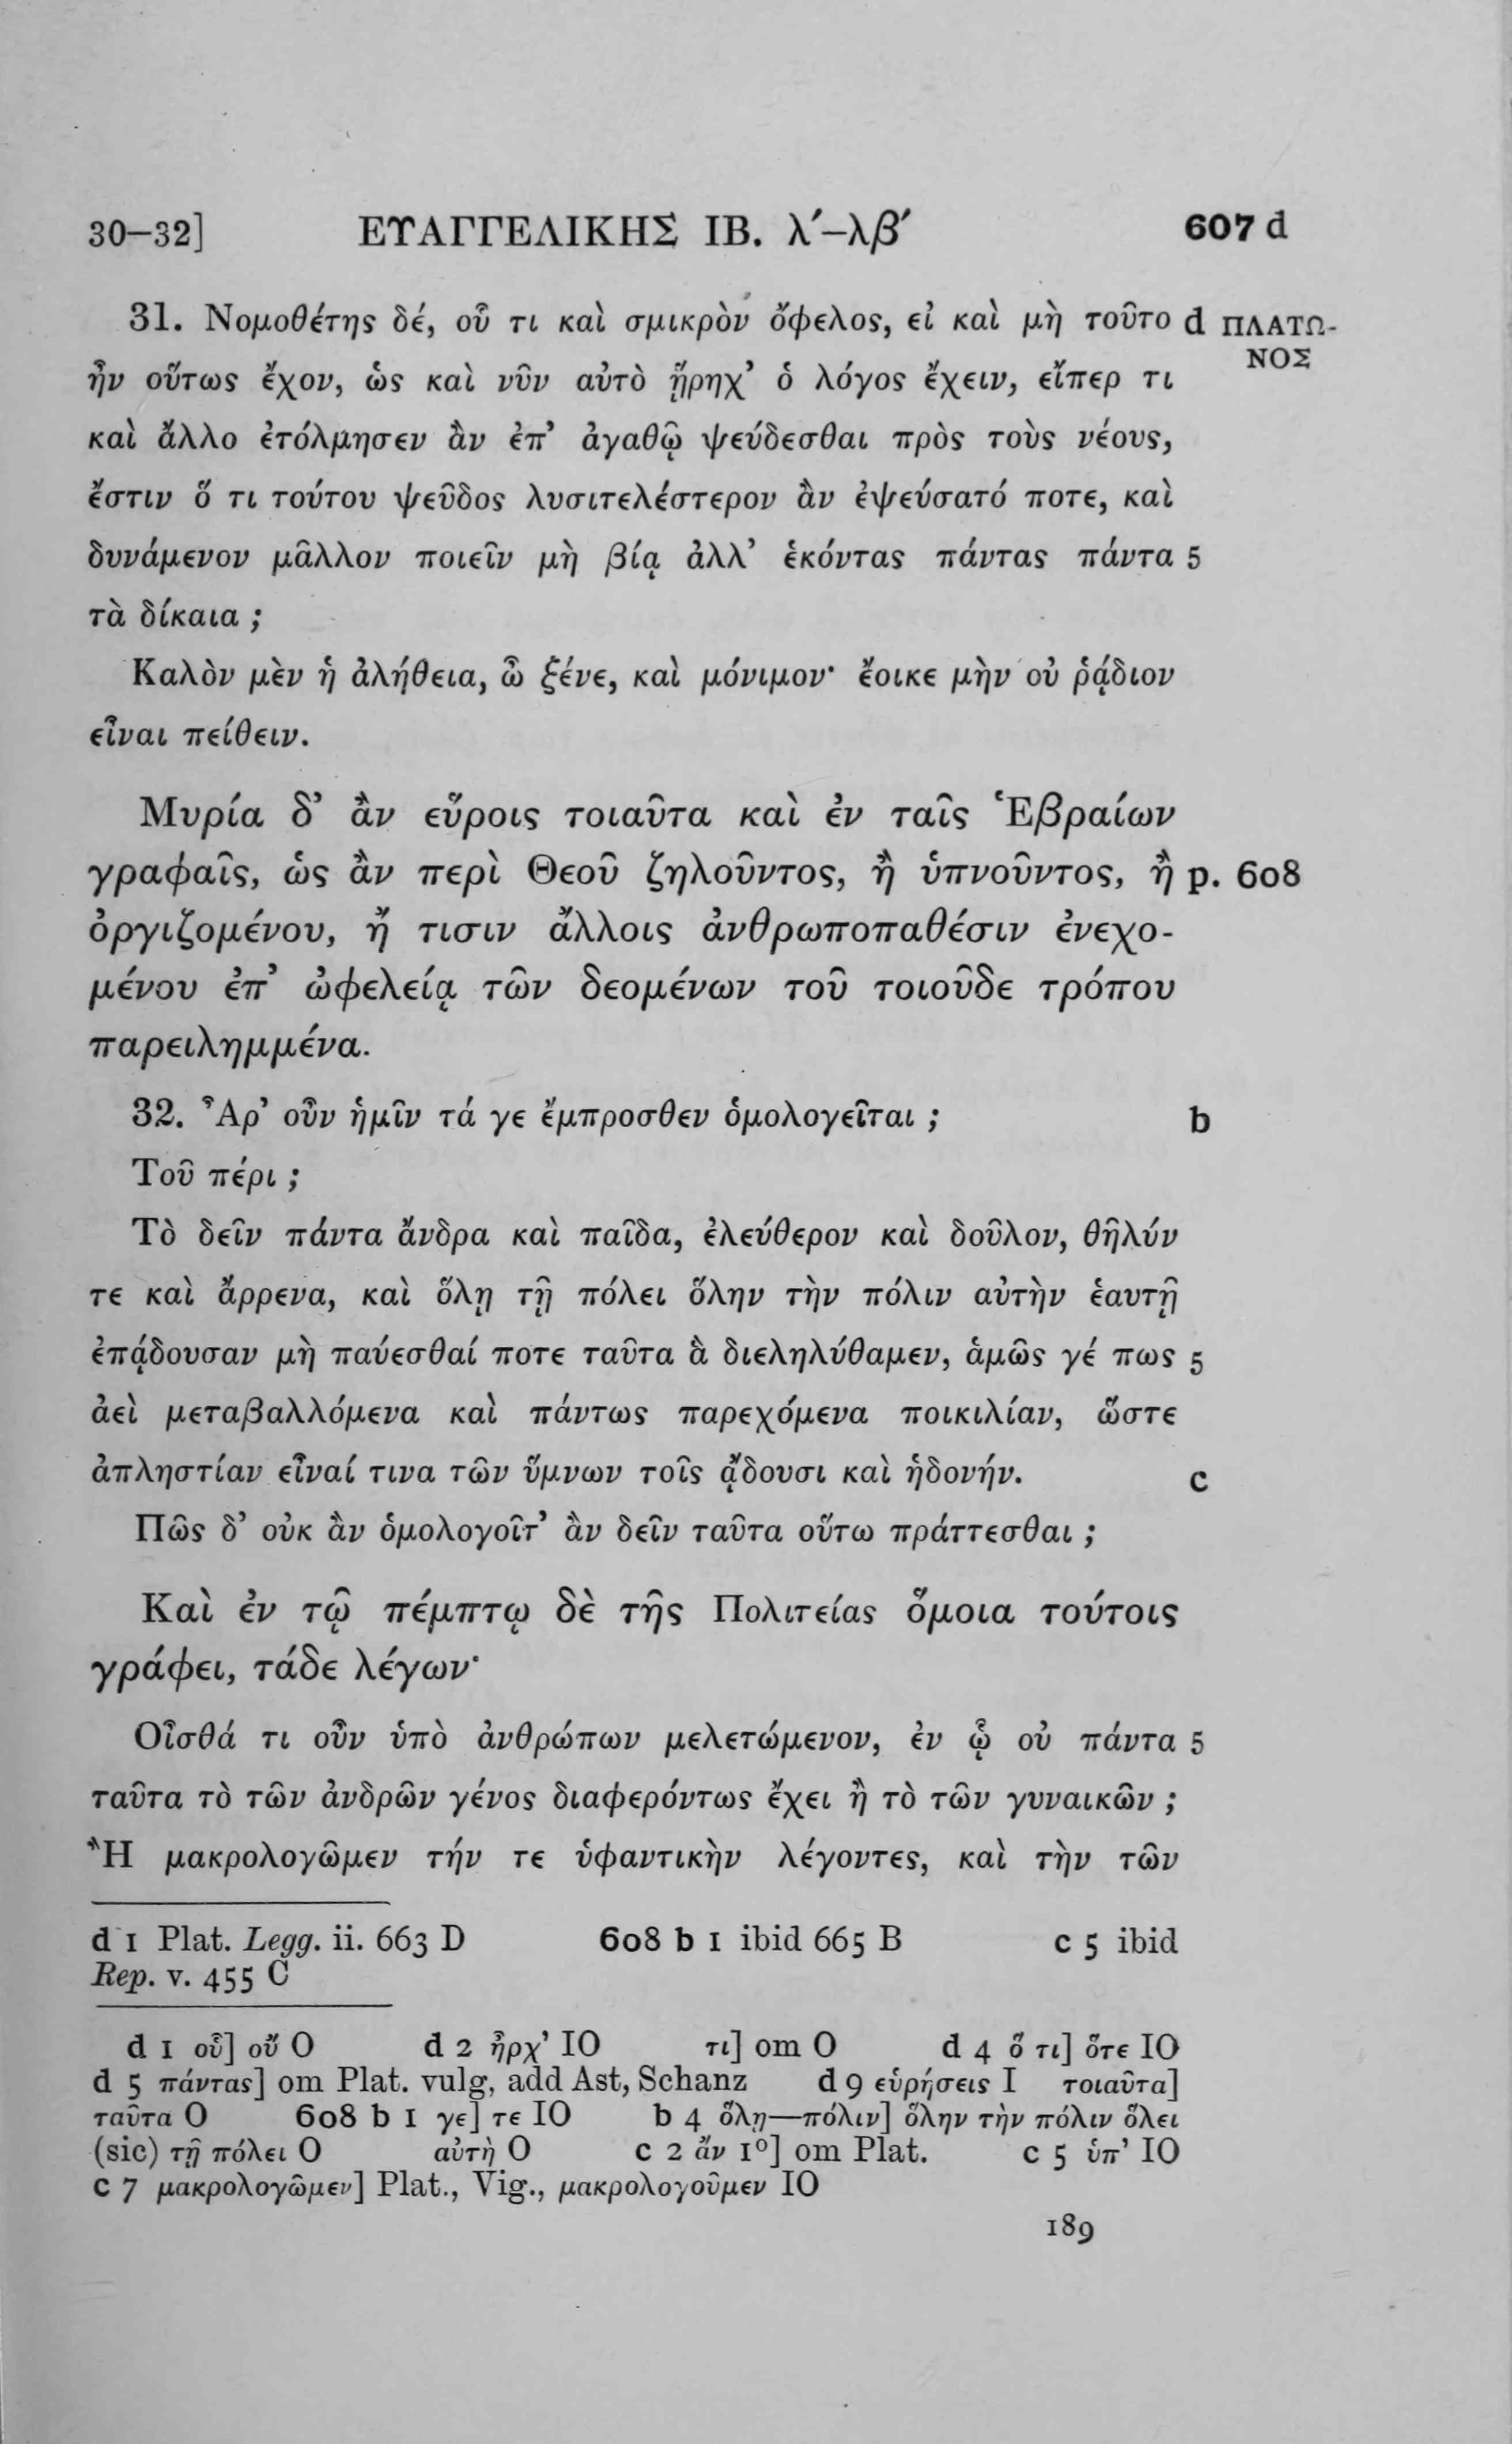 30–32] ΕΥΑΓΓΕΛΙΚΗΣ ΙΒ. λʹ–λβʹ 607 d
31. Νομοθέτης δέ, οὗ τι καὶ σμικρὸν ὄφελος, εἰ καὶ μὴ τοῦτο d ΠΛΑΤΩ-
ΝΟΣ
ἦν οὕτως ἔχον, ὡς καὶ νῦν αὐτὸ ᾕρηχ’ ὁ λόγος ἔχειν, εἴπερ τι
καὶ ἄλλο ἐτόλμησεν ἂν ἐπ’ ἀγαθῷ ψεύδεσθαι πρὸς τοὺς νέους,
ἔστιν ὅ τι τούτου ψεῦδος λυσιτελέστερον ἂν ἐψεύσατό ποτε, καὶ
δυνάμενον μᾶλλον ποιεῖν μὴ βίᾳ ἀλλ’ ἑκόντας πάντας πάντα 5
τὰ δίκαια ;
Καλὸν μὲν ἡ ἀλήθεια, ὦ ξένε, καὶ μόνιμον· ἔοικε μὴν οὐ ῥᾴδιον
εἶναι πείθειν.
Μυρία δ’ ἂν εὕροις τοιαῦτα καὶ ἐν ταῖς Ἑβραίων
γραφαῖς, ὡς ἂν περὶ Θεοῦ ζηλοῦντος, ἢ ὑπνοῦντος, ἢ p. 608
ὀργιζομένου, ἤ τισιν ἄλλοις ἀνθρωποπαθέσιν ἐνεχο-
μένου ἐπ’ ὠφελείᾳ τῶν δεομένων τοῦ τοιοῦδε τρόπου
παρειλημμένα.
32. Ἆρ’ οὖν ἡμῖν τά γε ἔμπροσθεν ὁμολογεῖται ; b
Τοῦ πέρι ;
Τὸ δεῖν πάντα ἄνδρα καὶ παῖδα, ἐλεύθερον καὶ δοῦλον, θῆλύν
τε καὶ ἄρρενα, καὶ ὅλῃ τῇ πόλει ὅλην τὴν πόλιν αὐτὴν ἑαυτῇ
ἐπᾴδουσαν μὴ παύεσθαί ποτε ταῦτα ἃ διεληλύθαμεν, ἁμῶς γέ πως 5
ἀεὶ μεταβαλλόμενα καὶ πάντως παρεχόμενα ποικιλίαν, ὥστε
ἀπληστίαν εἶναί τινα τῶν ὕμνων τοῖς ᾄδουσι καὶ ἡδονήν. c
Πῶς δ’ οὐκ ἂν ὁμολογοῖτ’ ἂν δεῖν ταῦτα οὕτω πράττεσθαι ;
Καὶ ἐν τῷ πέμπτῳ δὲ τῆς Πολιτείας ὅμοια τούτοις
γράφει, τάδε λέγων·
Οἶσθά τι οὖν ὑπὸ ἀνθρώπων μελετώμενον, ἐν ᾧ οὐ πάντα 5
ταῦτα τὸ τῶν ἀνδρῶν γένος διαφερόντως ἔχει ἢ τὸ τῶν γυναικῶν ;
Ἢ μακρολογῶμεν τήν τε ὑφαντικὴν λέγοντες, καὶ τὴν τῶν
d 1 Plat. Legg. ii. 663 D 608 b 1 ibid 665 B c 5 ibid
Rep. v. 455 C
d 1 οὗ] οὔ O d 2 ἦρχ’ IO τι] om O d 4 ὅ τι] ὅτε IO
d 5 πάντας] om Plat. vulg, add Ast, Schanz d 9 εὑρήσεις I τοιαῦτα]
ταῦτα O 608 b 1 γε] τε IO b 4 ὅλῃ—πόλιν] ὅλην τὴν πόλιν ὅλει
(sic) τῇ πόλει O αὐτὴ O c 2 ἄν 1º] om Plat. c 5 ὑπ’ IO
c 7 μακρολογῶμεν] Plat., Vig., μακρολογοῦμεν IO
189